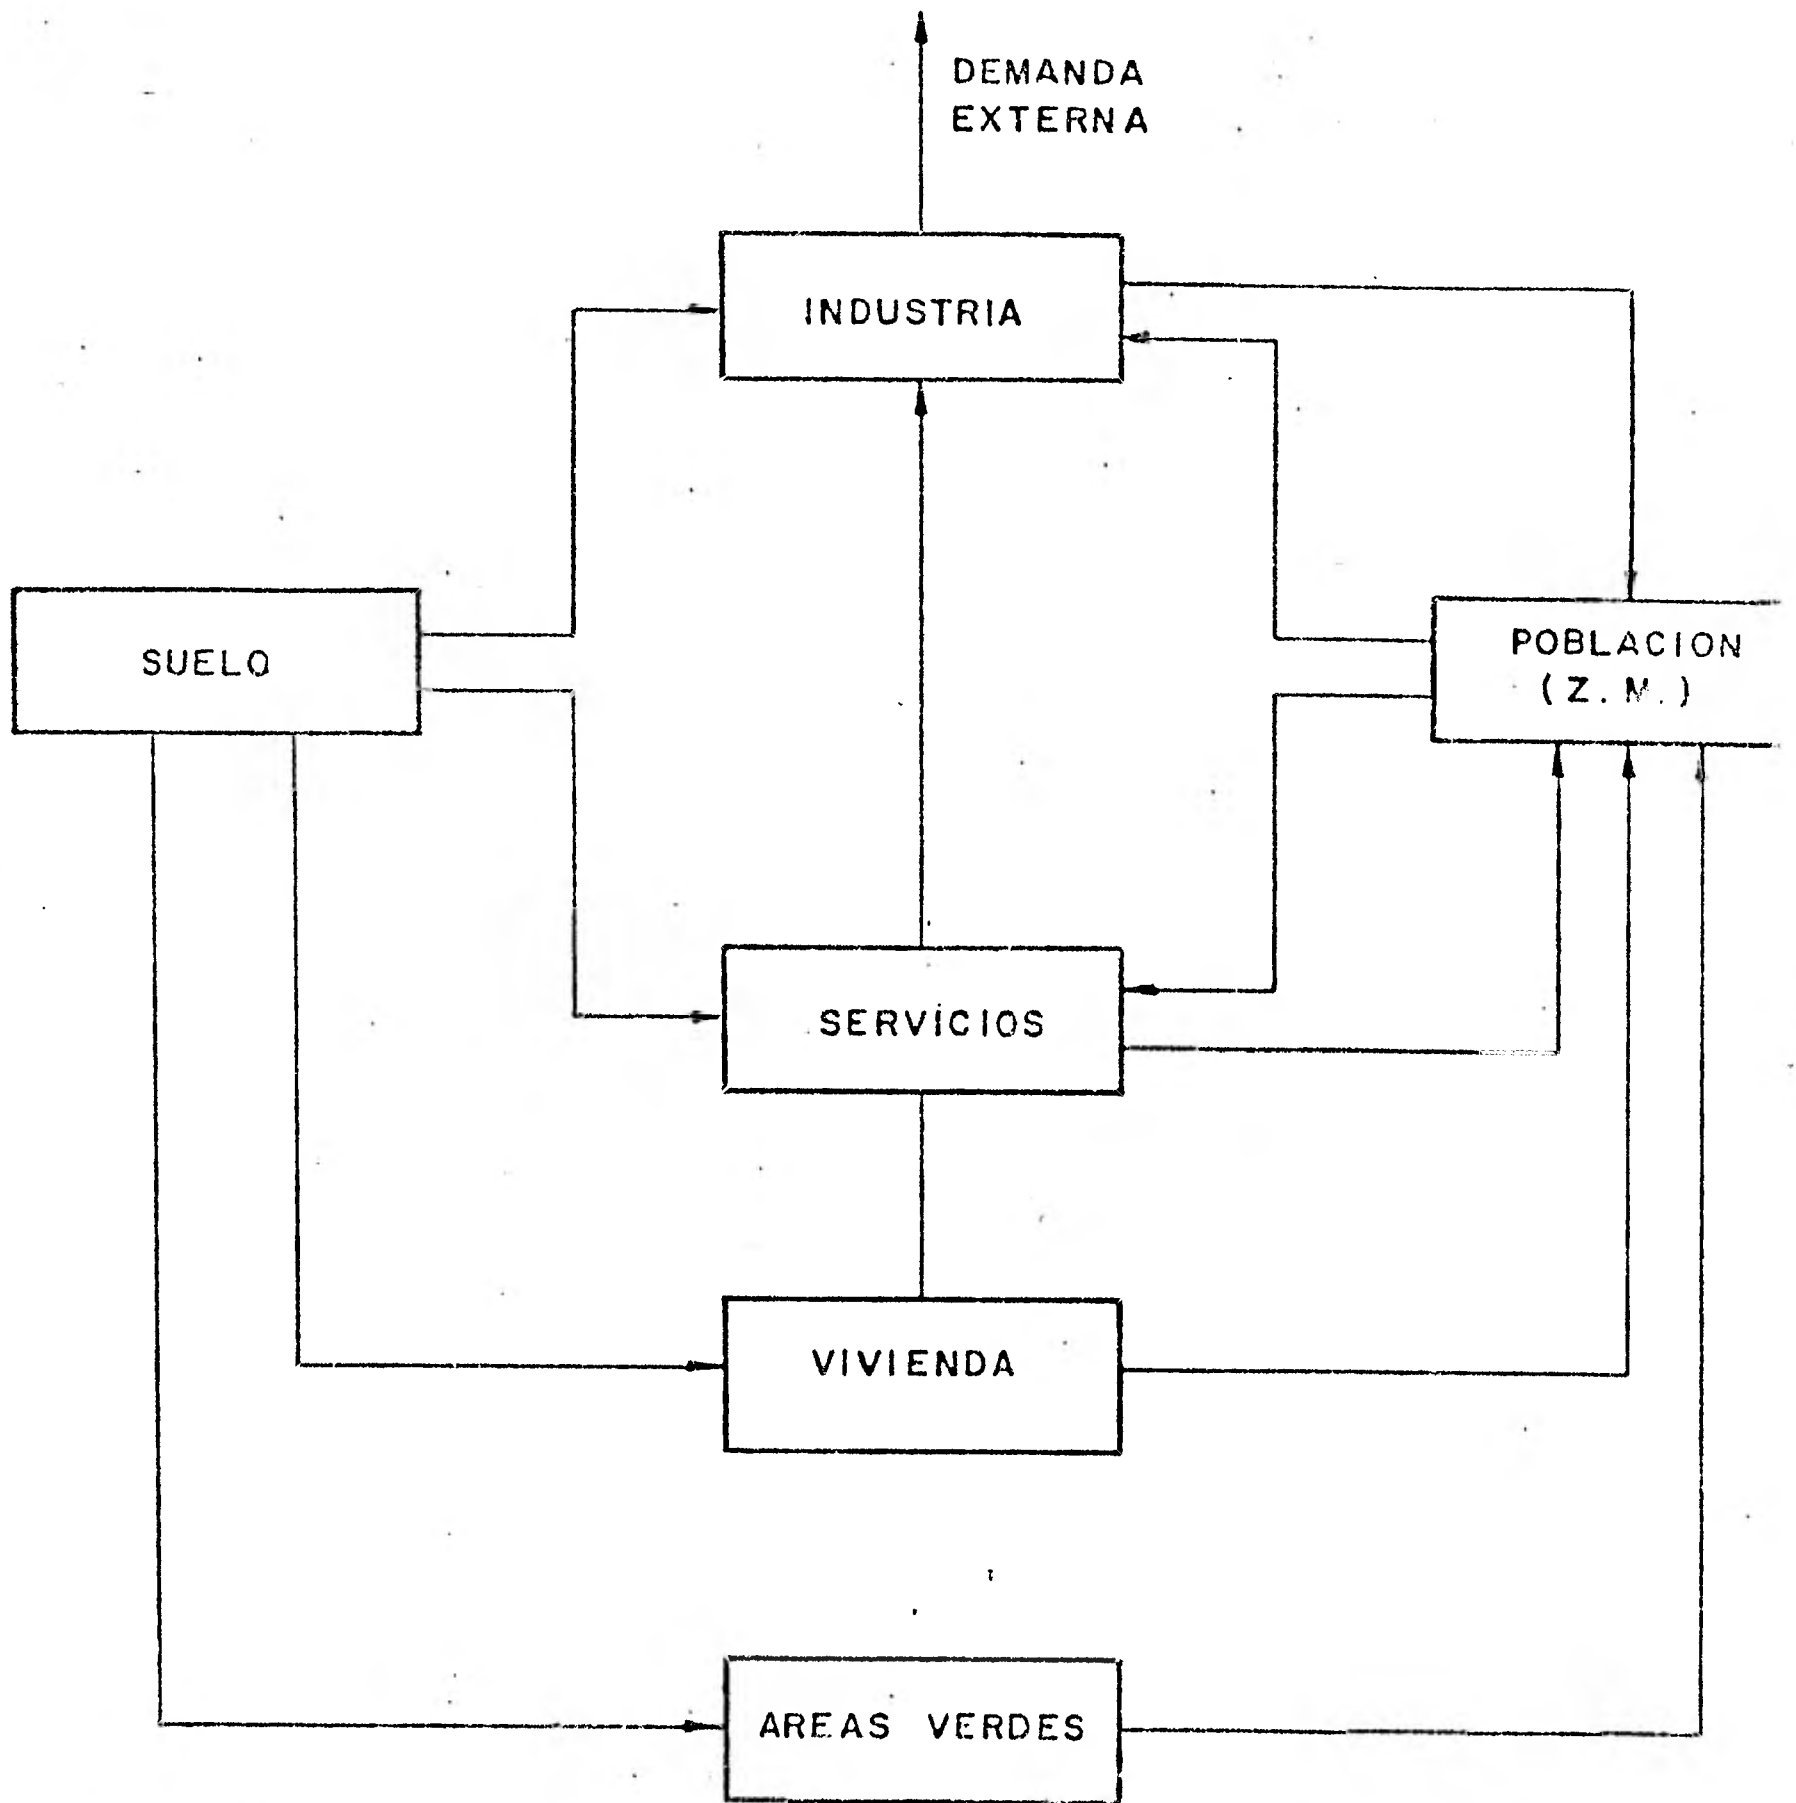 DEMANDA
EXTERNA
INDUSTRIA
SUELO
POBLACION
(Z. M.)
SERVICIOS
VIVIENDA
AREAS VERDES